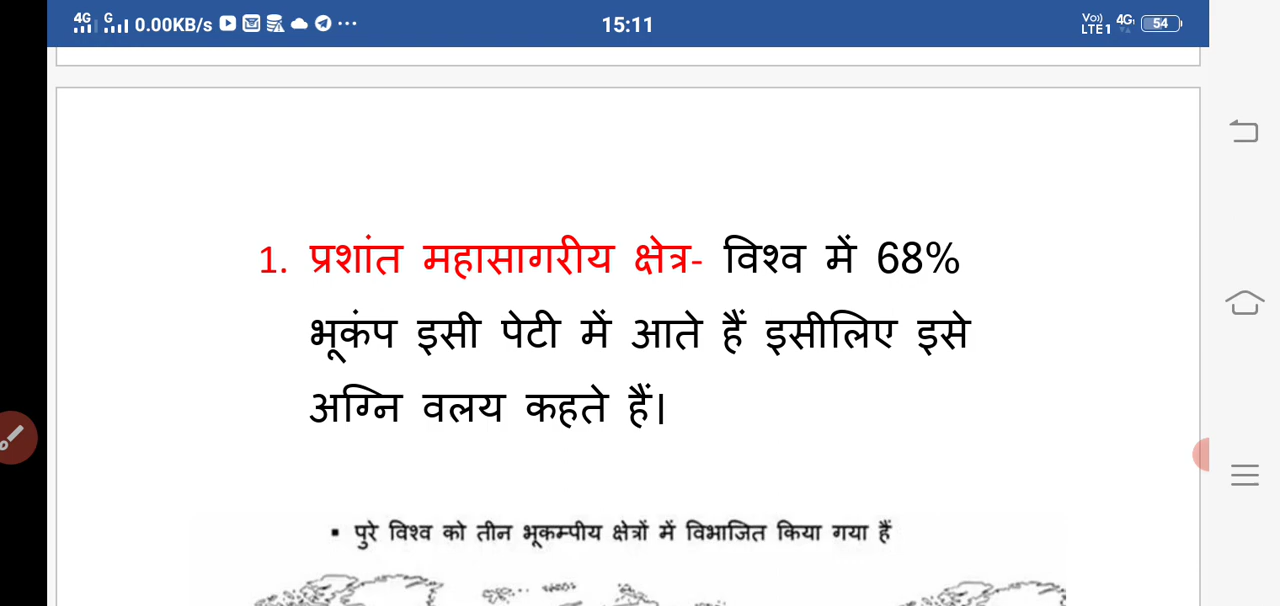 4G G 0.00KB/s ... 15:11 Vo) LTE1 4G 54
1. प्रशांत महासागरीय क्षेत्र- विश्व में 68%
भूकंप इसी पेटी में आते हैं इसीलिए इसे
अग्नि वलय कहते हैं।
▪ पुरे विश्व को तीन भूकम्पीय क्षेत्रों में विभाजित किया गया हैं